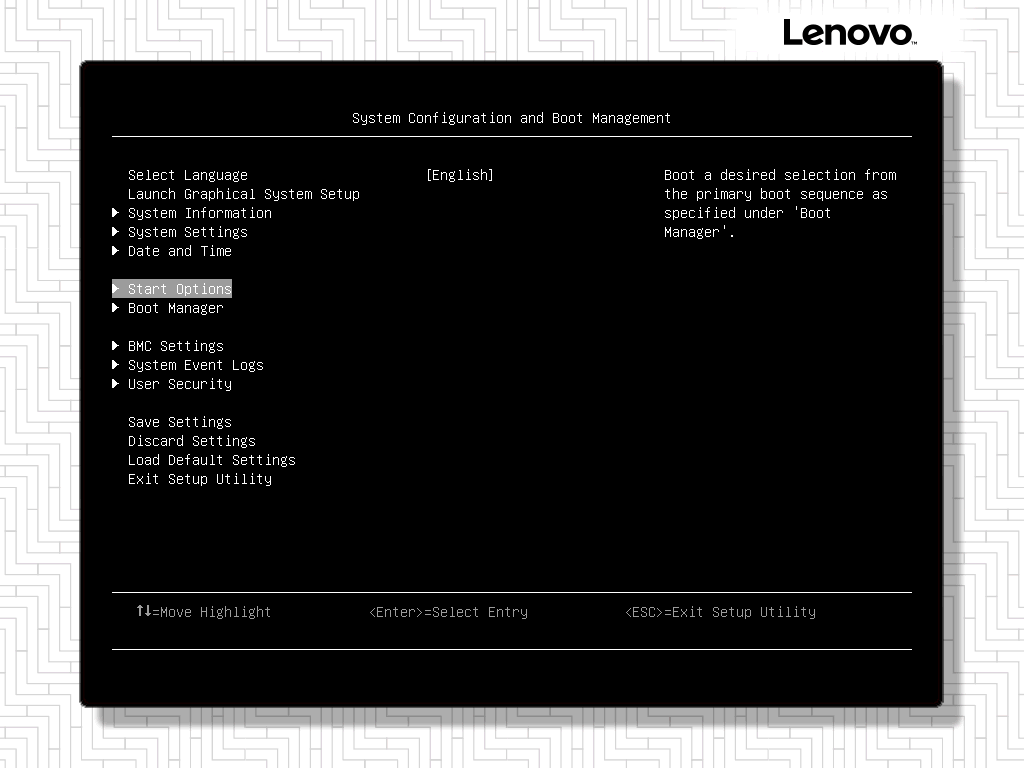 Lenovo™
System Configuration and Boot Management
Select Language [English]
Launch Graphical System Setup
System Information
System Settings
Date and Time
Start Options
Boot Manager
BMC Settings
System Event Logs
User Security
Save Settings
Discard Settings
Load Default Settings
Exit Setup Utility
Boot a desired selection from
the primary boot sequence as
specified under 'Boot
Manager'.
↑↓=Move Highlight <Enter>=Select Entry <ESC>=Exit Setup Utility